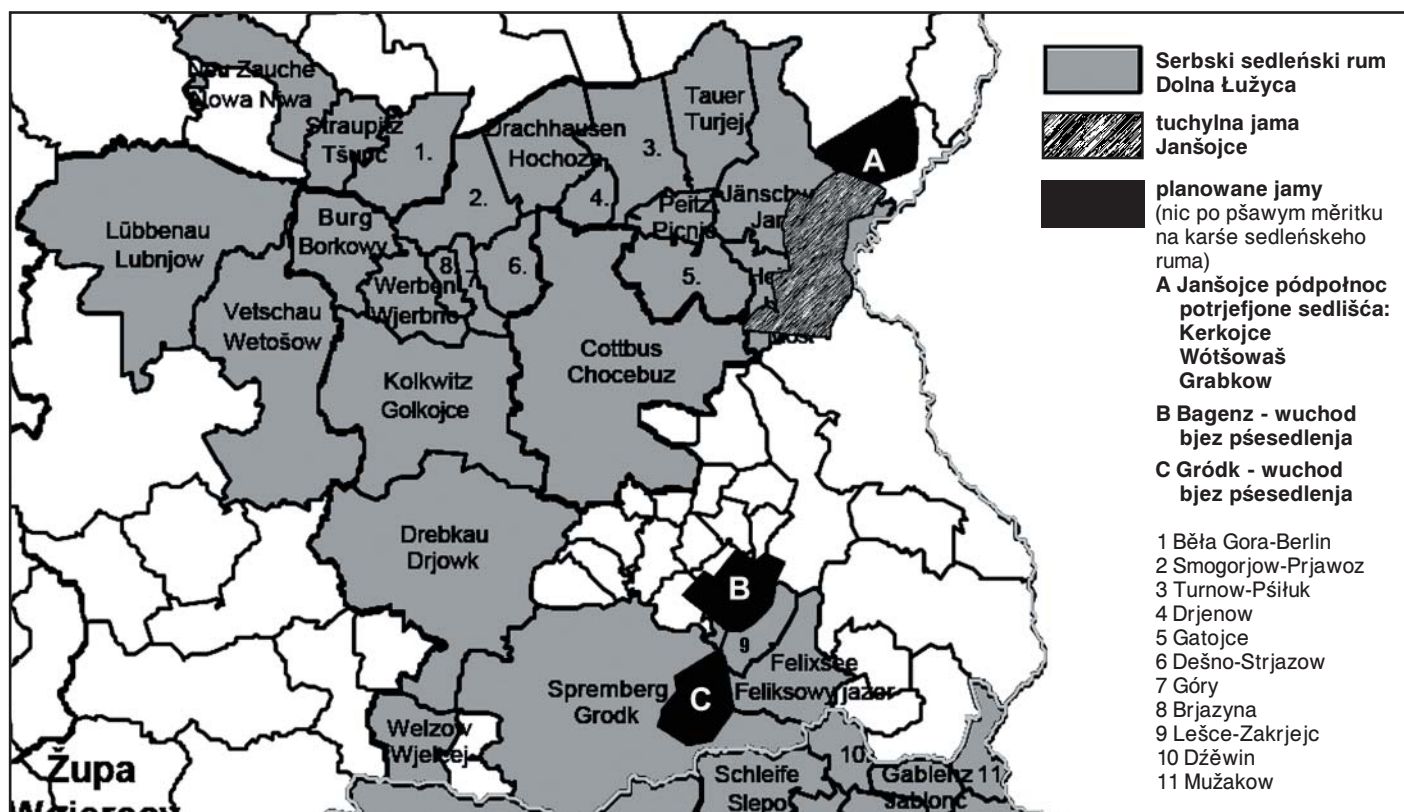 Neu Zauche
Nowa Niwa
Straupitz
Tšupc
1.
Drachhausen
Hochoza
2.
3.
4.
Tauer
Turjej
A
Jänschw
Jan
Peitz
Picnjo
Lübbenau
Lubnjow
Burg
Borkowy
8
7
6.
5.
Werben
Wjerbno
Vetschau
Wetošow
Kolkwitz
Golkojce
Cottbus
Chocebuz
Drebkau
Drjowk
B
9
Felixsee
Feliksowy jazor
C
Spremberg
Grodk
Welzow
Wjelcej
Župa
10.
Schleife
Slepo
Gablenz
Jabłońc
11
Serbski sedleński rum
Dolna Łužyca
tuchylna jama
Janšojce
planowane jamy
(nic po pšawym měritku
na karśe sedleńskeho
ruma)
A Janšojce pódpołnoc
potrjefjone sedlišća:
Kerkojce
Wótšowaš
Grabkow
B Bagenz - wuchod
bjez pśesedlenja
C Gródk - wuchod
bjez pśesedlenja
1 Běła Gora-Berlin
2 Smogorjow-Prjawoz
3 Turnow-Pśiłuk
4 Drjenow
5 Gatojce
6 Dešno-Strjazow
7 Góry
8 Brjazyna
9 Lešce-Zakrjejc
10 Dźěwin
11 Mužakow